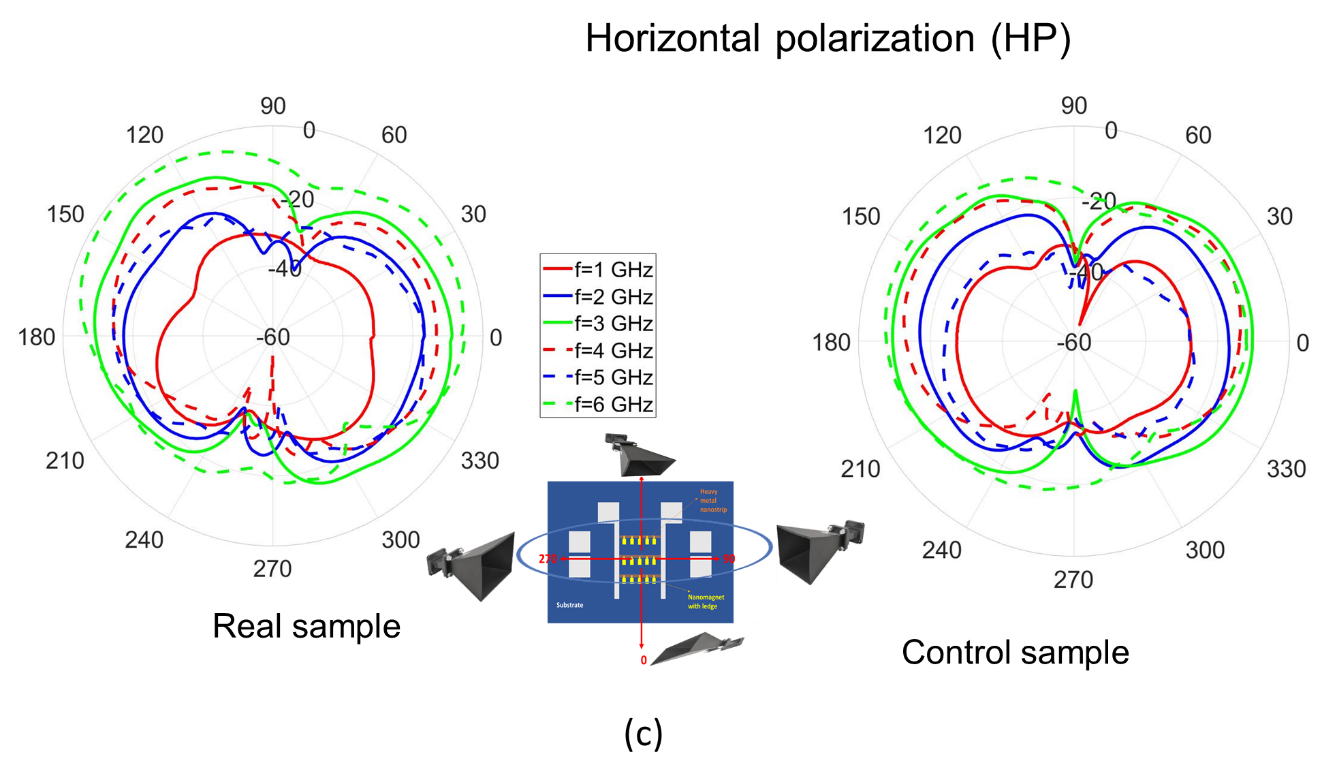 Horizontal polarization (HP)
90
0
120
60
-20
150
30
-40
180
-60
0
210
330
240
300
270
Real sample
f=1 GHz
f=2 GHz
f=3 GHz
f=4 GHz
f=5 GHz
f=6 GHz
90
0
120
60
-20
150
30
-40
180
-60
0
210
330
240
300
270
Control sample
Heavy
metal
nanostrip
270
90
Nanomagnet
with ledge
Substrate
0
(c)